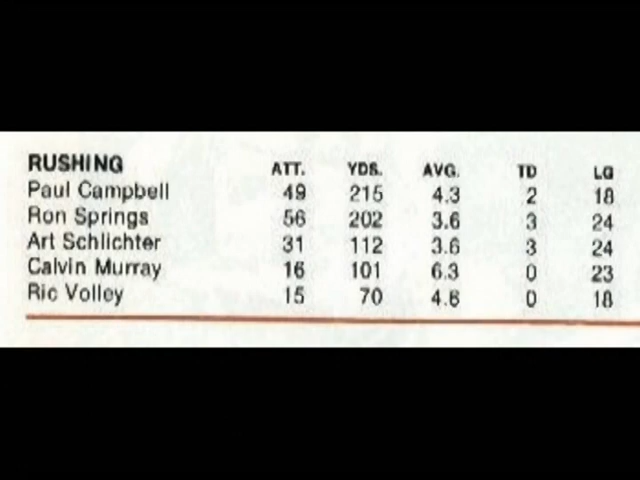 RUSHING ATT. YDS. AVG. TD LG
Paul Campbell 49 215 4.3 2 18
Ron Springs 56 202 3.6 3 24
Art Schlichter 31 112 3.6 3 24
Calvin Murray 16 101 6.3 0 23
Ric Volley 15 70 4.6 0 18